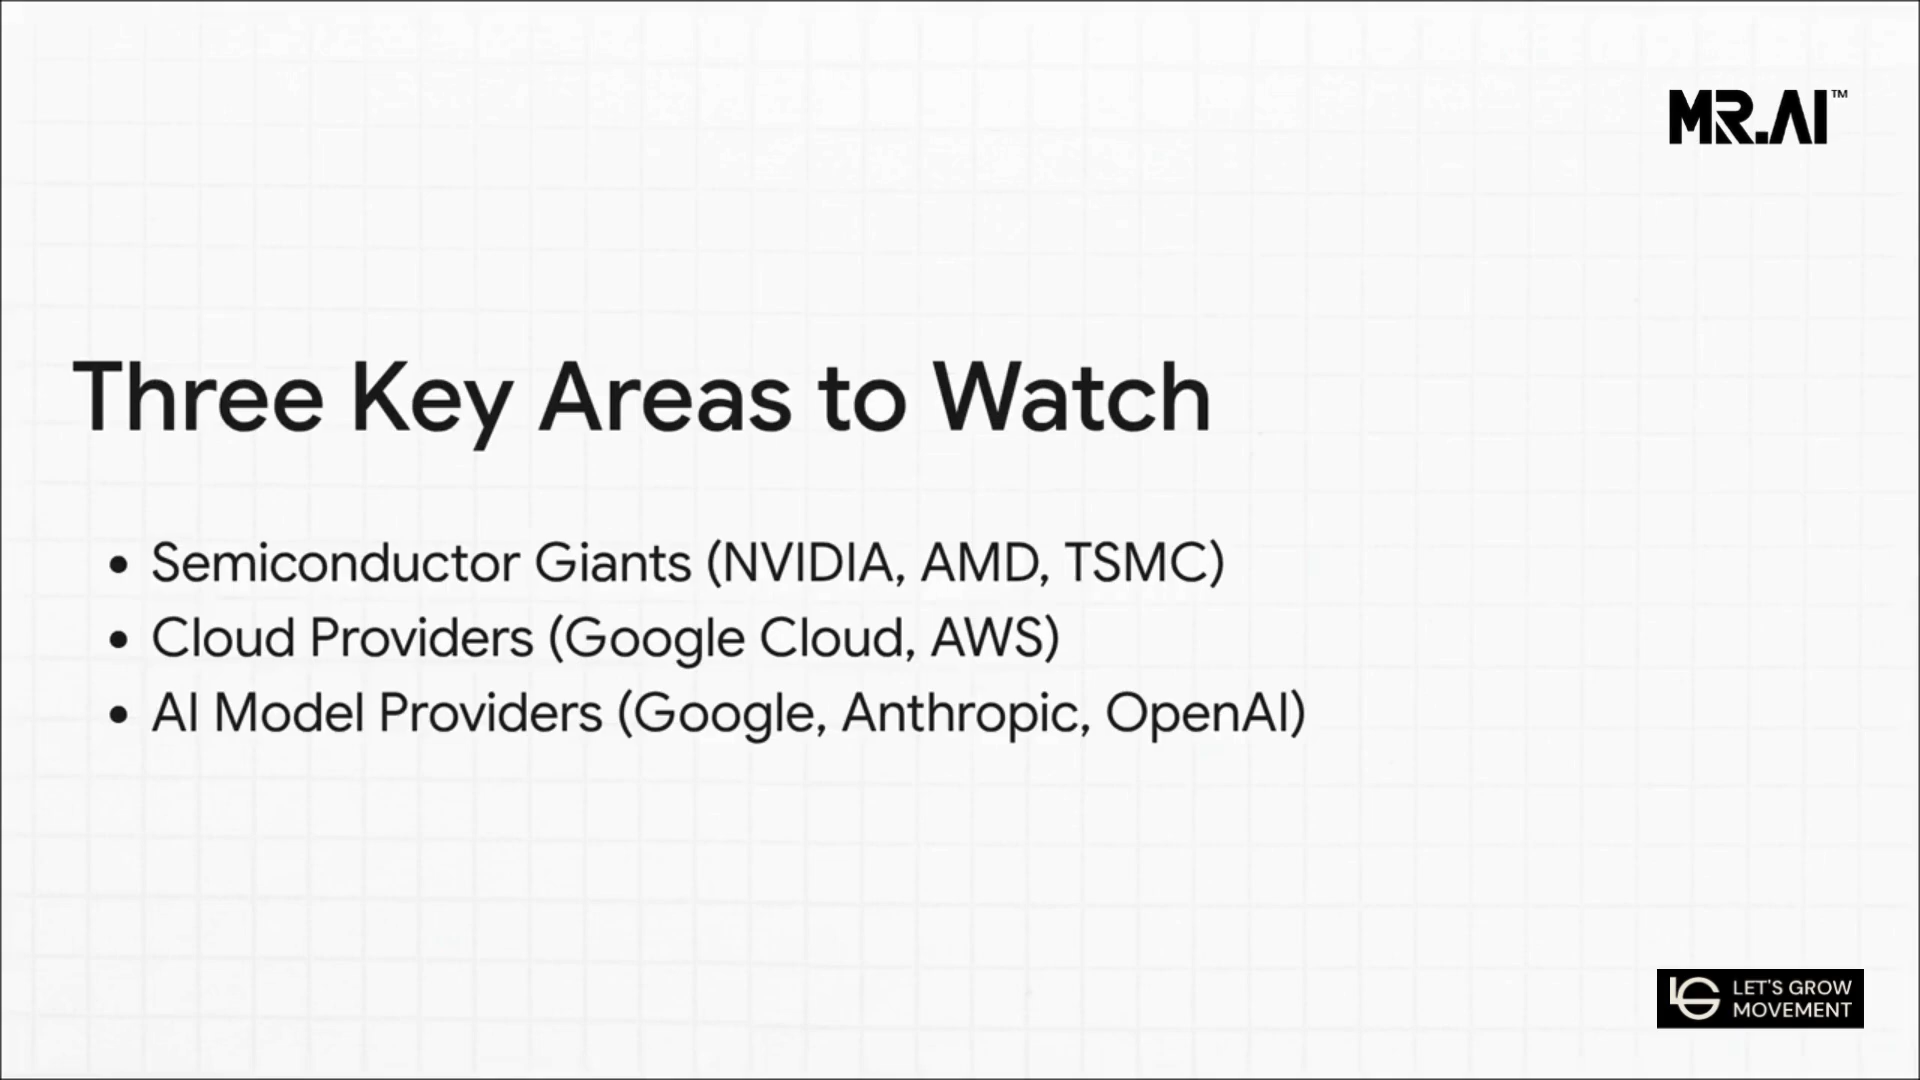 MR.AI™
Three Key Areas to Watch
• Semiconductor Giants (NVIDIA, AMD, TSMC)
• Cloud Providers (Google Cloud, AWS)
• AI Model Providers (Google, Anthropic, OpenAI)
LG LET'S GROW
MOVEMENT